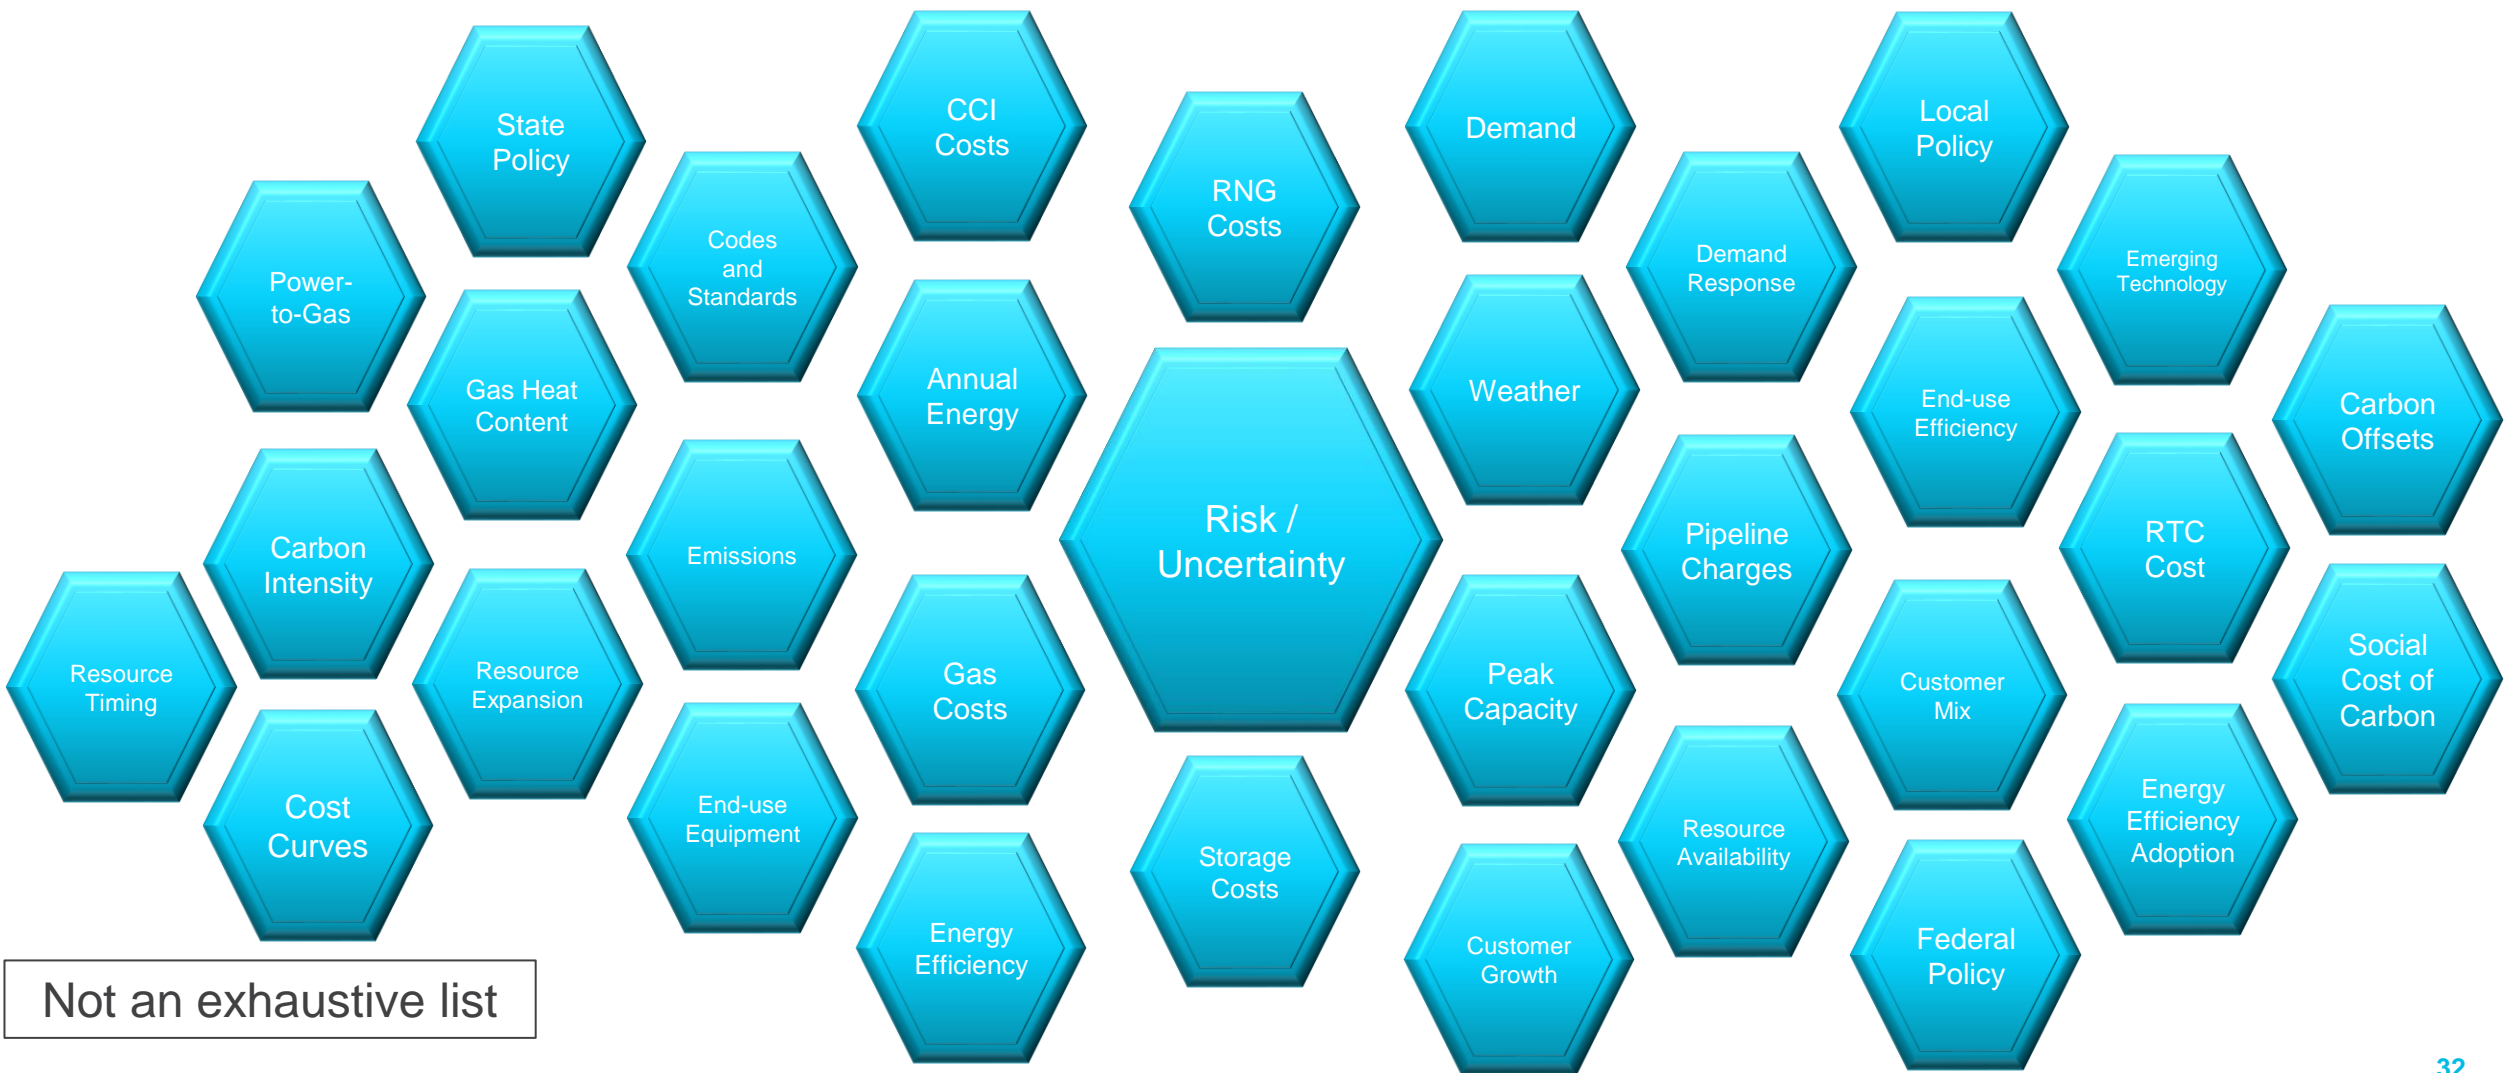 State
Policy
CCI
Costs
Demand
Local
Policy
RNG
Costs
Power-
to-Gas
Codes
and
Standards
Demand
Response
Emerging
Technology
Gas Heat
Content
Annual
Energy
Weather
End-use
Efficiency
Carbon
Offsets
Carbon
Intensity
Emissions
Risk /
Uncertainty
Pipeline
Charges
RTC
Cost
Resource
Timing
Resource
Expansion
Gas
Costs
Peak
Capacity
Customer
Mix
Social
Cost of
Carbon
Cost
Curves
End-use
Equipment
Storage
Costs
Resource
Availability
Energy
Efficiency
Adoption
Energy
Efficiency
Customer
Growth
Federal
Policy
Not an exhaustive list
32